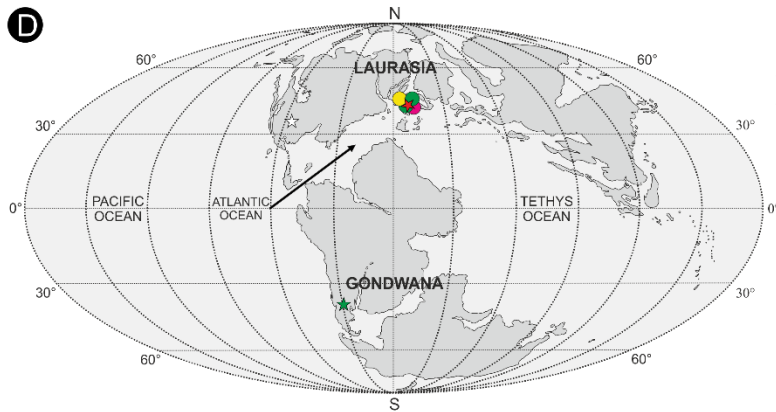 D
N
60°
60°
LAURASIA
30°
30°
0°
PACIFIC
OCEAN
ATLANTIC
OCEAN
TETHYS
OCEAN
0°
GONDWANA
30°
30°
60°
60°
S